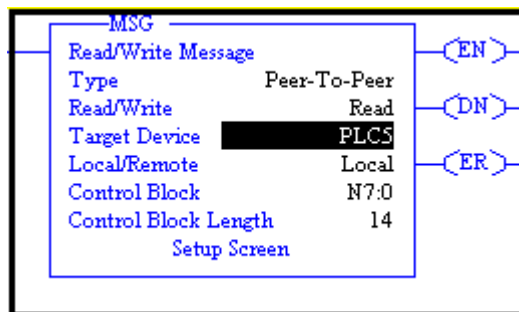 MSG
Read/Write Message
EN
Type Peer-To-Peer
Read/Write Read
DN
Target Device PLC5
Local/Remote Local
ER
Control Block N7:0
Control Block Length 14
Setup Screen